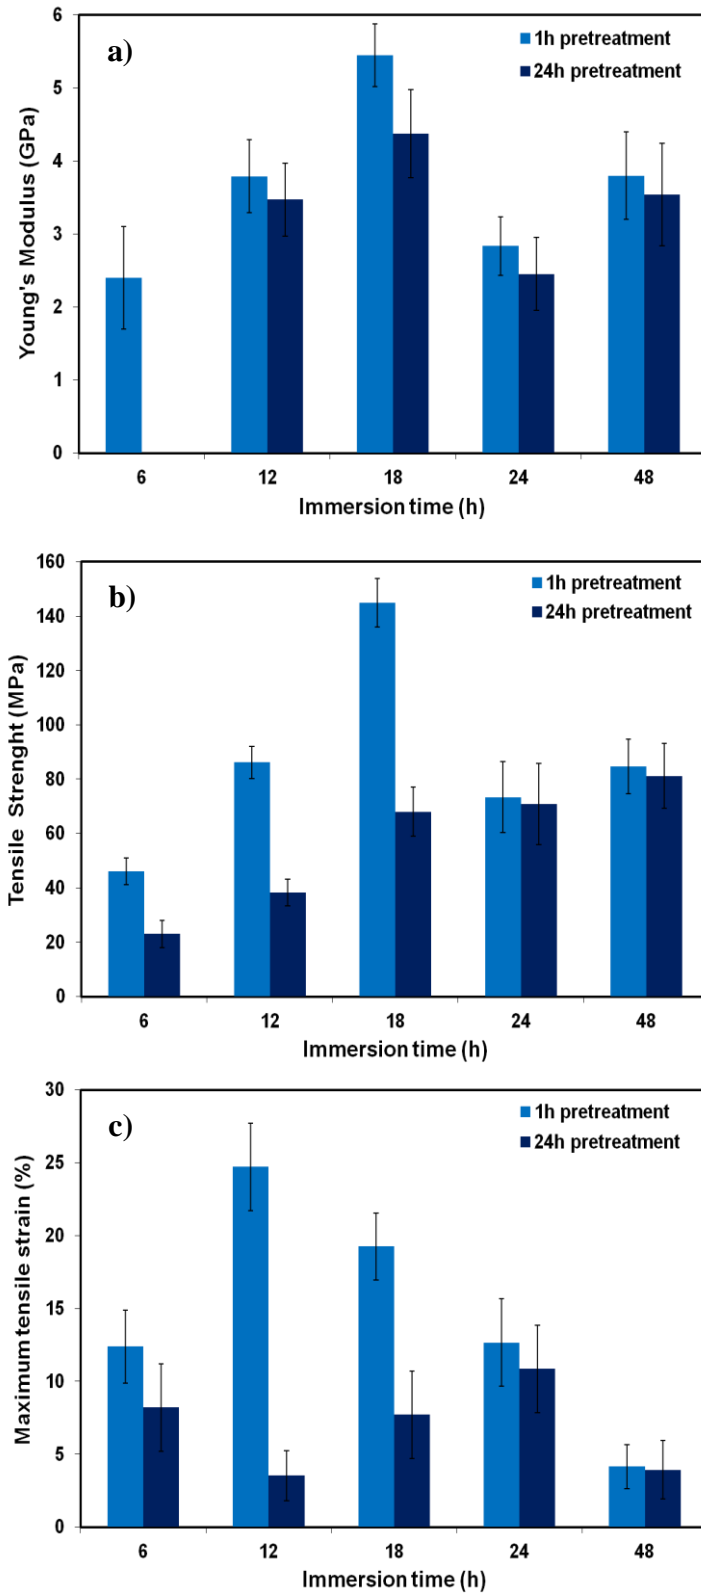 a)
1h pretreatment
24h pretreatment
Young's Modulus (GPa)
6
5
4
3
2
1
0
6 12 18 24 48
Immersion time (h)
b)
1h pretreatment
24h pretreatment
Tensile Strenght (MPa)
160
140
120
100
80
60
40
20
0
6 12 18 24 48
Immersion time (h)
c)
1h pretreatment
24h pretreatment
Maximum tensile strain (%)
30
25
20
15
10
5
0
6 12 18 24 48
Immersion time (h)